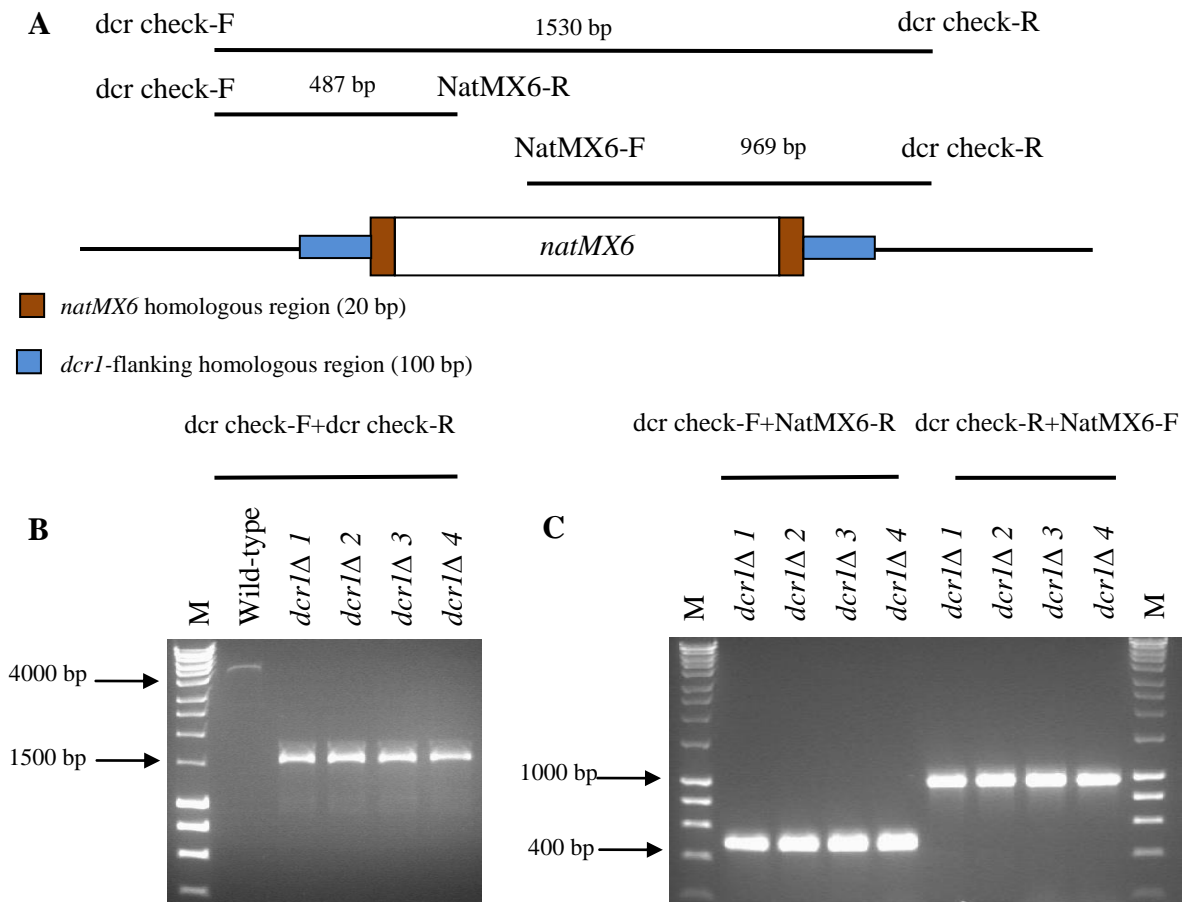 A
dcr check-F 1530 bp dcr check-R
dcr check-F 487 bp NatMX6-R
NatMX6-F 969 bp dcr check-R
natMX6
natMX6 homologous region (20 bp)
dcr1-flanking homologous region (100 bp)
dcr check-F+dcr check-R
B
M
Wild-type
dcr1Δ 1
dcr1Δ 2
dcr1Δ 3
dcr1Δ 4
4000 bp
1500 bp
dcr check-F+NatMX6-R dcr check-R+NatMX6-F
C
M
dcr1Δ 1
dcr1Δ 2
dcr1Δ 3
dcr1Δ 4
dcr1Δ 1
dcr1Δ 2
dcr1Δ 3
dcr1Δ 4
M
1000 bp
400 bp